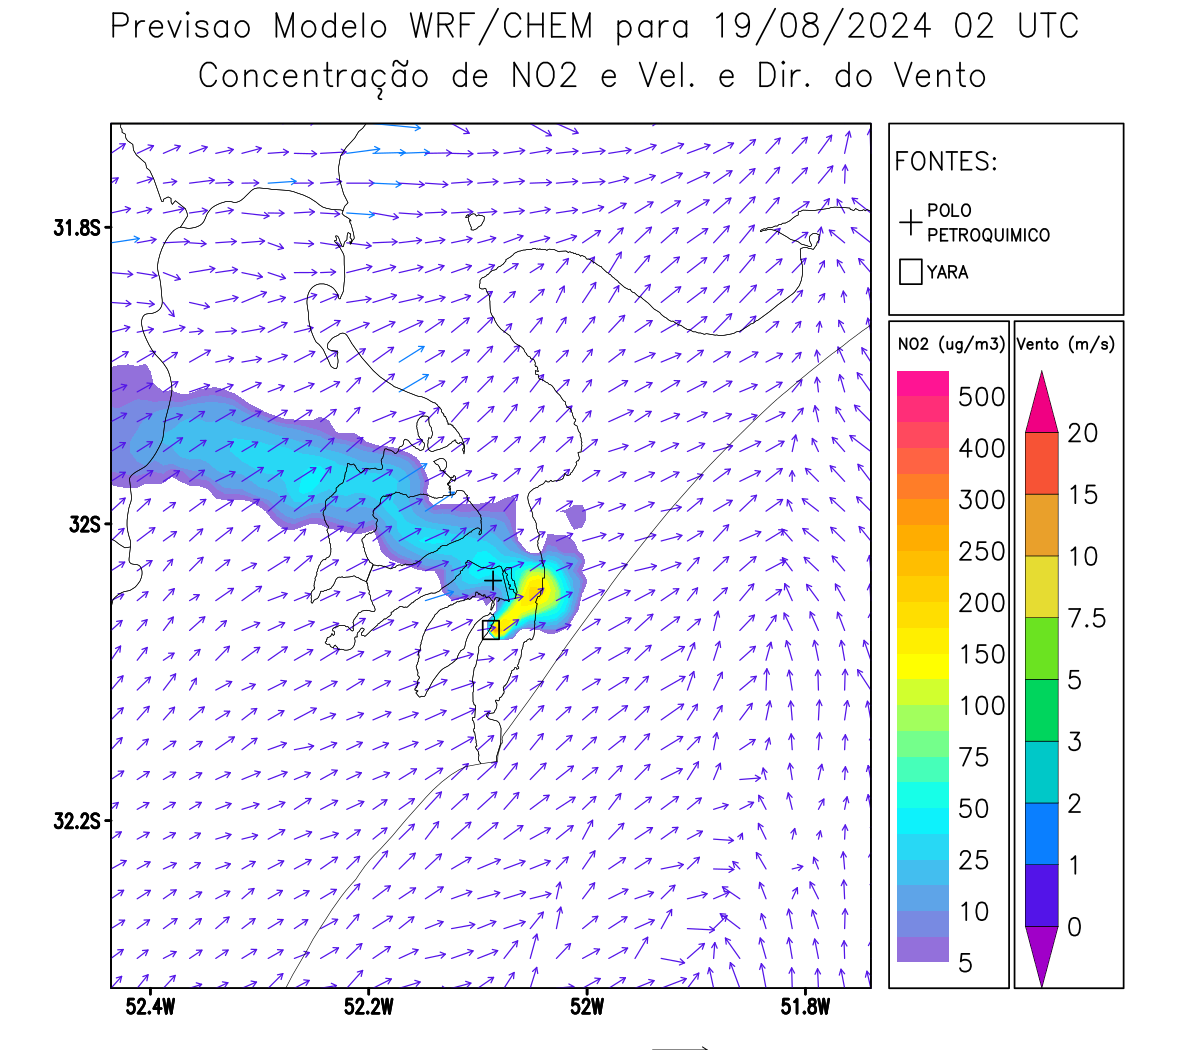 Previsao Modelo WRF/CHEM para 19/08/2024 02 UTC
Concentração de NO2 e Vel. e Dir. do Vento
FONTES:
POLO
PETROQUIMICO
YARA
31.8S
32S
32.2S
52.4W
52.2W
52W
51.8W
NO2 (ug/m3)
500
400
300
250
200
150
100
75
50
25
10
5
Vento (m/s)
20
15
10
7.5
5
3
2
1
0